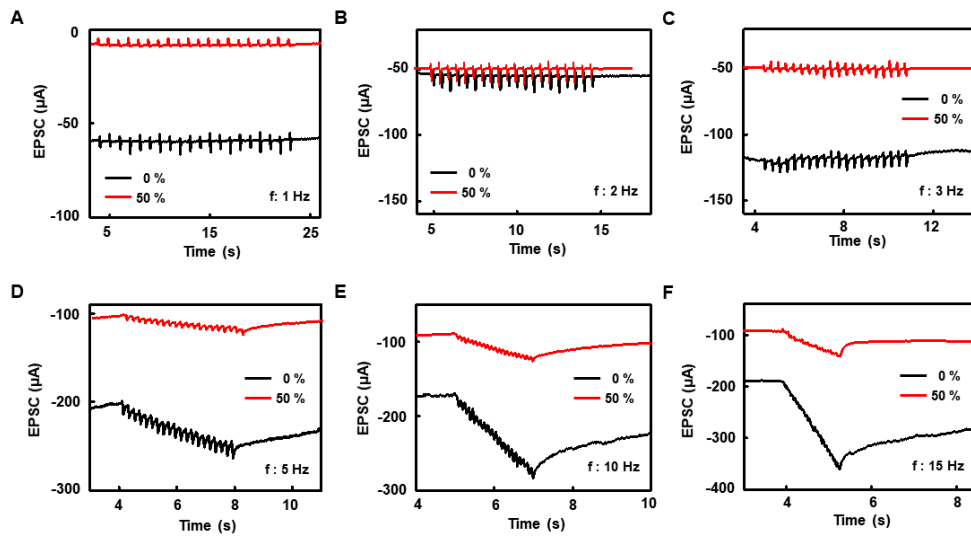 A
0
-50
-100
EPSC (µA)
0 %
50 %
f: 1 Hz
5
15
25
Time (s)
B
-50
-100
-150
EPSC (µA)
0 %
50 %
f : 2 Hz
5
10
15
Time (s)
C
-50
-100
-150
EPSC (µA)
0 %
50 %
f : 3 Hz
4
8
12
Time (s)
D
-100
-200
-300
EPSC (µA)
0 %
50 %
f : 5 Hz
4
6
8
10
Time (s)
E
-100
-200
-300
EPSC (µA)
0 %
50 %
f : 10 Hz
4
6
8
10
Time (s)
F
-100
-200
-300
-400
EPSC (µA)
0 %
50 %
f : 15 Hz
4
6
8
Time (s)